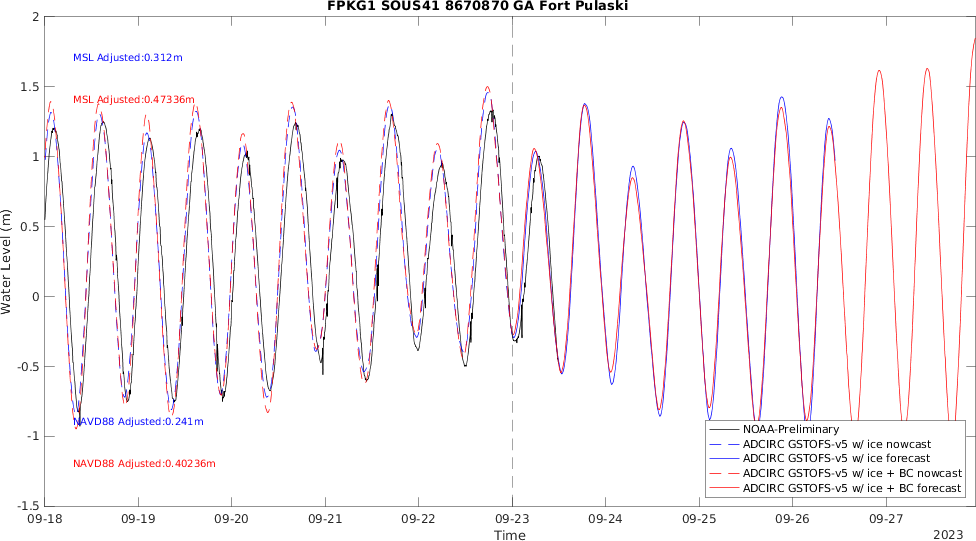 FPKG1 SOUS41 8670870 GA Fort Pulaski
2
1.5
1
0.5
0
-0.5
-1
-1.5
Water Level (m)
MSL Adjusted:0.312m
MSL Adjusted:0.47336m
NAVD88 Adjusted:0.241m
NAVD88 Adjusted:0.40236m
NOAA-Preliminary
ADCIRC GSTOFS-v5 w/ ice nowcast
ADCIRC GSTOFS-v5 w/ ice forecast
ADCIRC GSTOFS-v5 w/ ice + BC nowcast
ADCIRC GSTOFS-v5 w/ ice + BC forecast
09-18 09-19 09-20 09-21 09-22 09-23 09-24 09-25 09-26 09-27
Time
2023